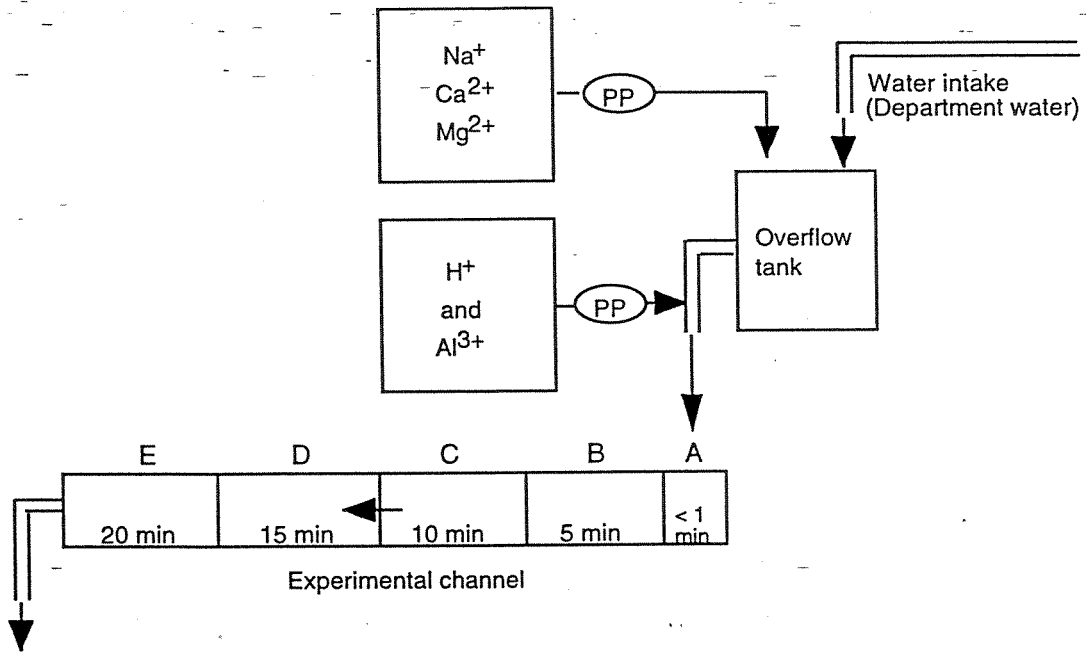 Na+
Ca2+
Mg2+
PP
Water intake
(Department water)
H+
and
Al3+
PP
Overflow
tank
E D C B A
20 min 15 min 10 min 5 min < 1
min
Experimental channel